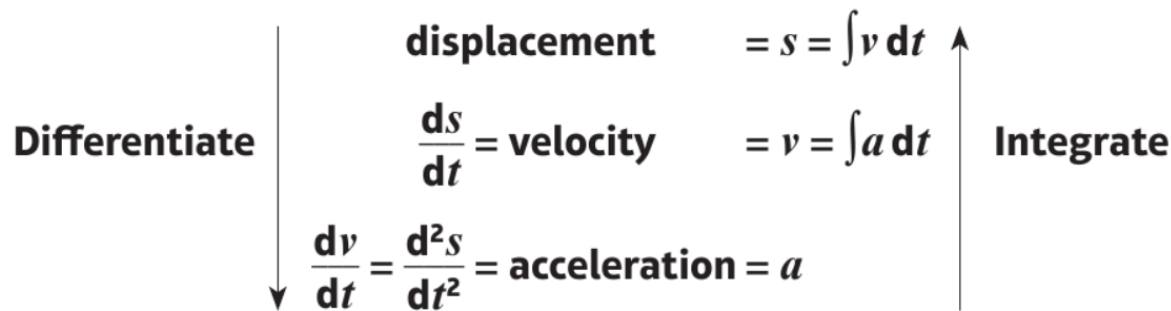 displacement = s = ∫v dt
Differentiate ds/dt = velocity = v = ∫a dt Integrate
dv/dt = d²s/dt² = acceleration = a